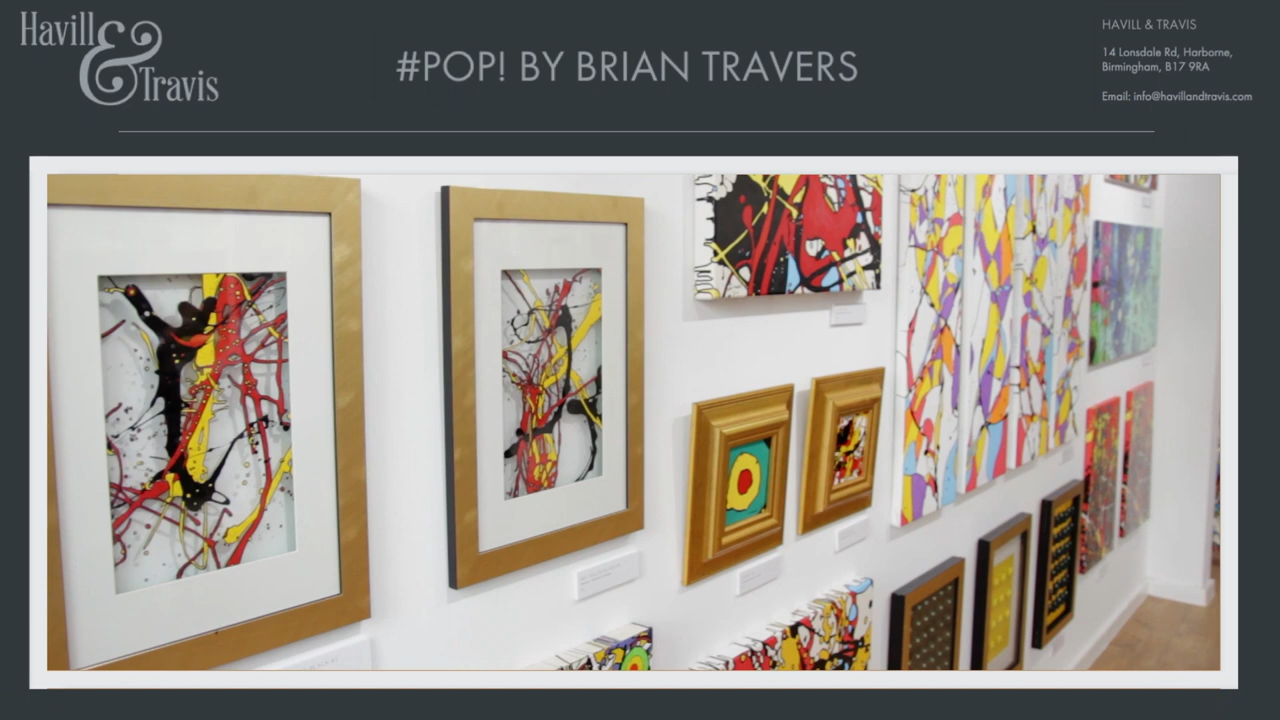 Havill
&
Travis
#POP! BY BRIAN TRAVERS
HAVILL & TRAVIS
14 Lonsdale Rd, Harborne,
Birmingham, B17 9RA
Email: info@havillandtravis.com